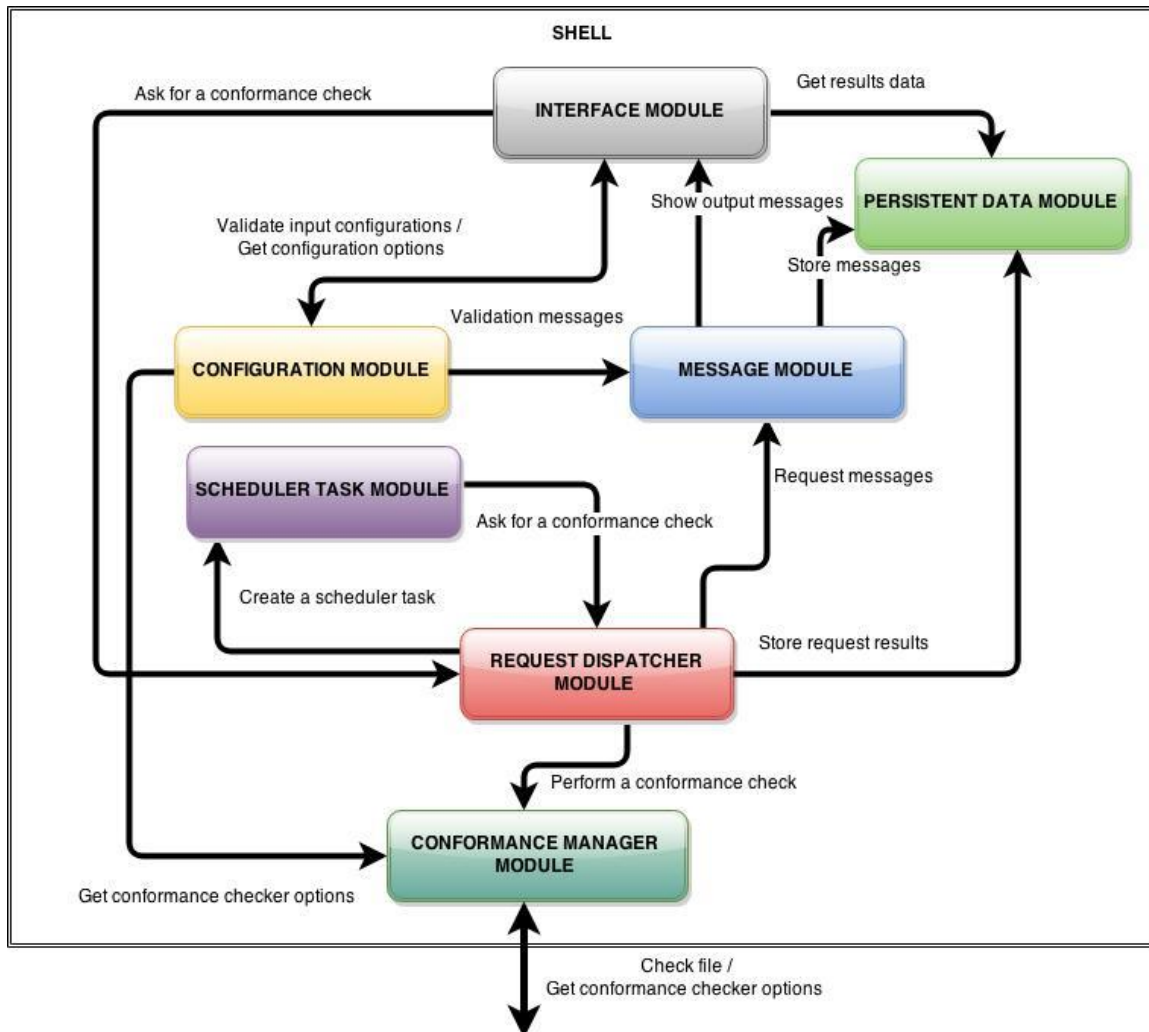 SHELL
Ask for a conformance check
Get results data
INTERFACE MODULE
PERSISTENT DATA MODULE
Show output messages
Validate input configurations /
Get configuration options
Store messages
Validation messages
CONFIGURATION MODULE
MESSAGE MODULE
Request messages
SCHEDULER TASK MODULE
Ask for a conformance check
Create a scheduler task
Store request results
REQUEST DISPATCHER
MODULE
Perform a conformance check
CONFORMANCE MANAGER
MODULE
Get conformance checker options
Check file /
Get conformance checker options